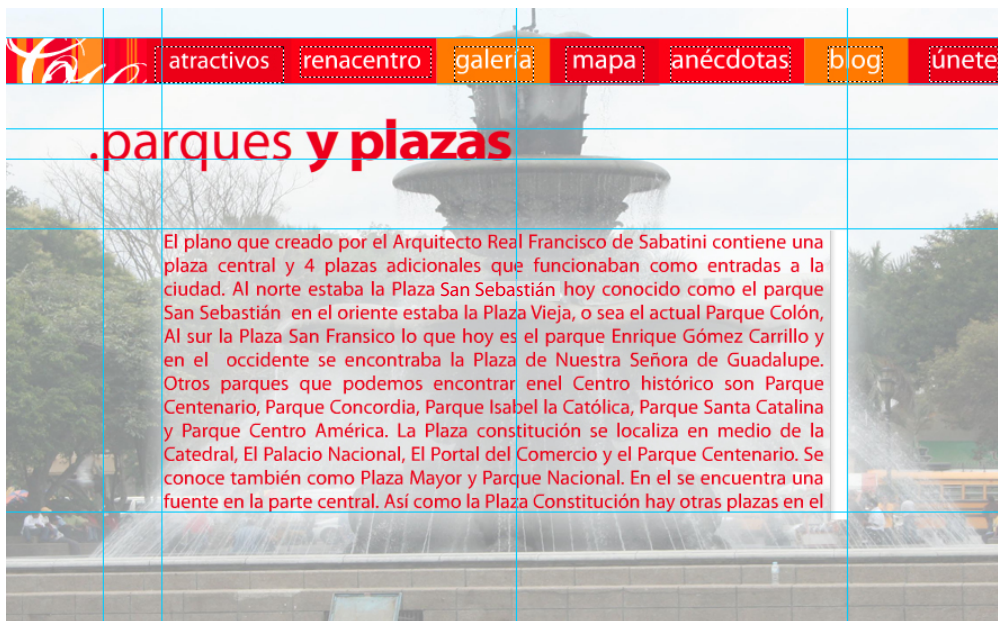 atractivos renacentro galería mapa anécdotas blog únete
.parques y plazas
El plano que creado por el Arquitecto Real Francisco de Sabatini contiene una
plaza central y 4 plazas adicionales que funcionaban como entradas a la
ciudad. Al norte estaba la Plaza San Sebastián hoy conocido como el parque
San Sebastián en el oriente estaba la Plaza Vieja, o sea el actual Parque Colón,
Al sur la Plaza San Fransico lo que hoy es el parque Enrique Gómez Carrillo y
en el occidente se encontraba la Plaza de Nuestra Señora de Guadalupe.
Otros parques que podemos encontrar enel Centro histórico son Parque
Centenario, Parque Concordia, Parque Isabel la Católica, Parque Santa Catalina
y Parque Centro América. La Plaza constitución se localiza en medio de la
Catedral, El Palacio Nacional, El Portal del Comercio y el Parque Centenario. Se
conoce también como Plaza Mayor y Parque Nacional. En el se encuentra una
fuente en la parte central. Así como la Plaza Constitución hay otras plazas en el